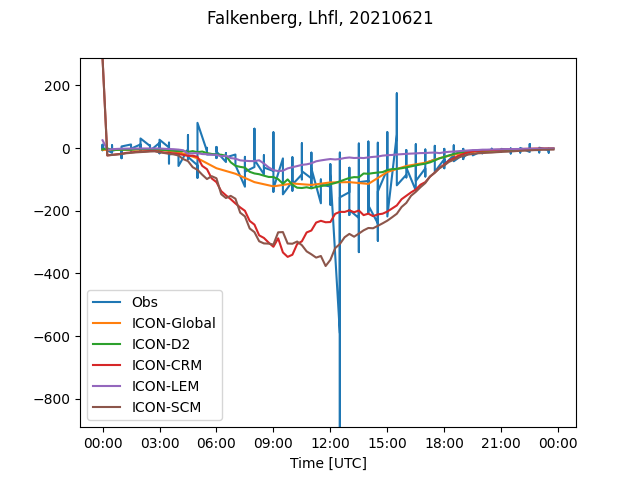 Falkenberg, Lhfl, 20210621
200
0
−200
−400
−600
−800
Obs
ICON-Global
ICON-D2
ICON-CRM
ICON-LEM
ICON-SCM
00:00 03:00 06:00 09:00 12:00 15:00 18:00 21:00 00:00
Time [UTC]